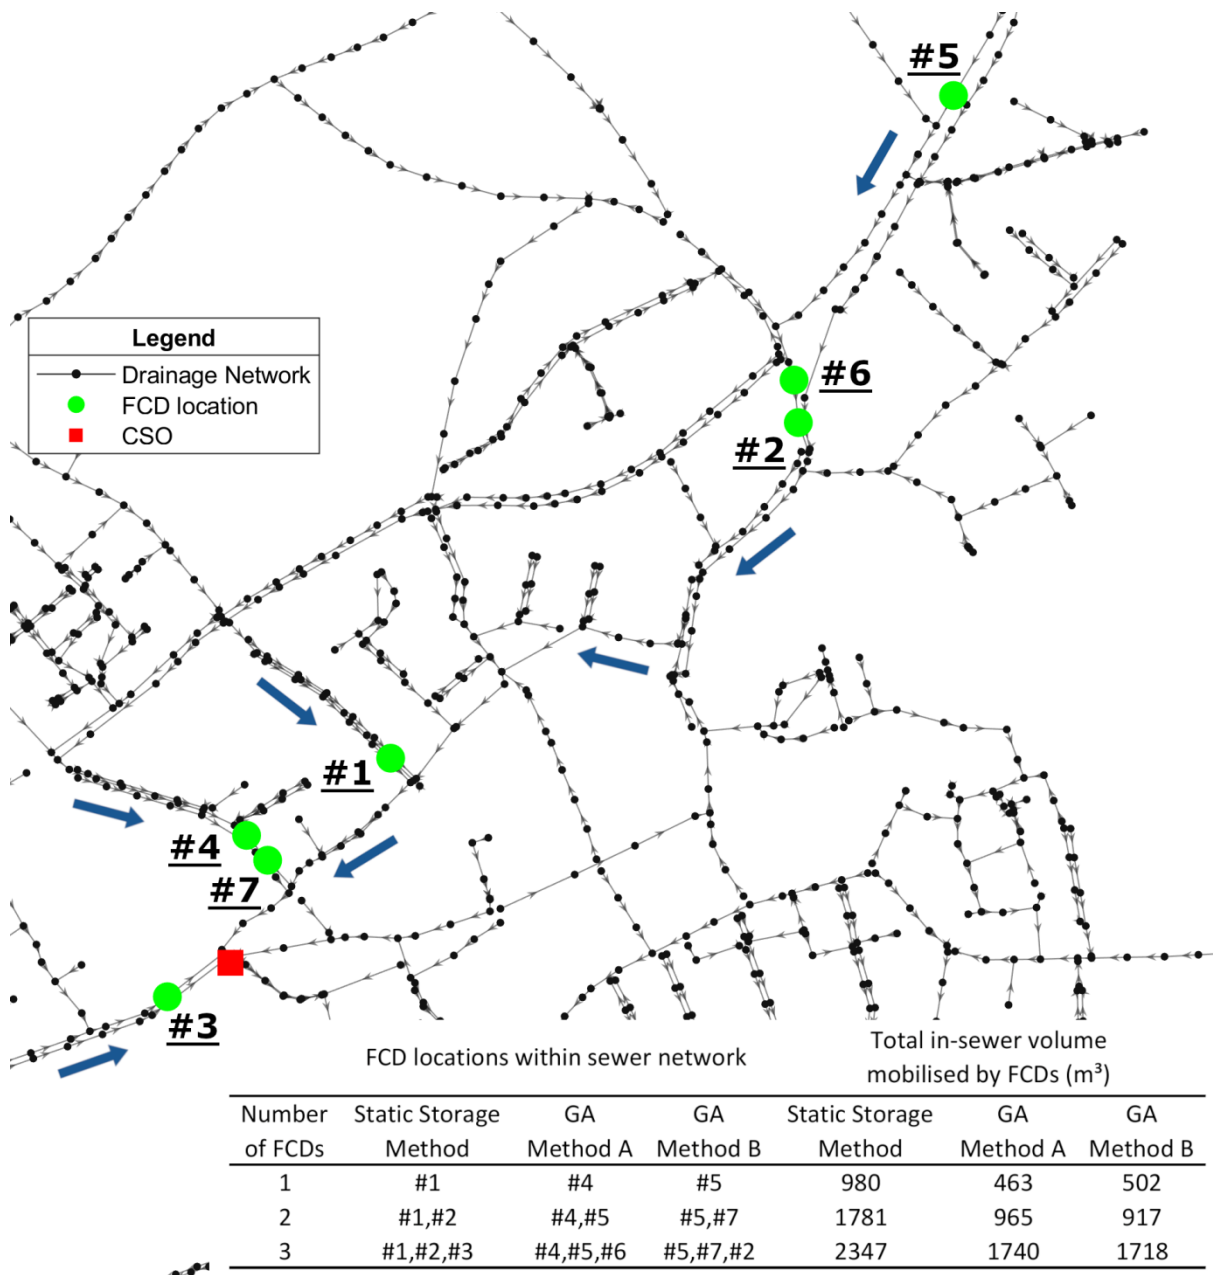 #5
Legend
Drainage Network
FCD location
CSO
#6
#2
#1
#4
#7
#3
FCD locations within sewer network
Total in-sewer volume
mobilised by FCDs (m³)
Number of FCDs
Static Storage Method
GA Method A
GA Method B
Static Storage Method
GA Method A
GA Method B
1 #1 #4 #5 980 463 502
2 #1,#2 #4,#5 #5,#7 1781 965 917
3 #1,#2,#3 #4,#5,#6 #5,#7,#2 2347 1740 1718